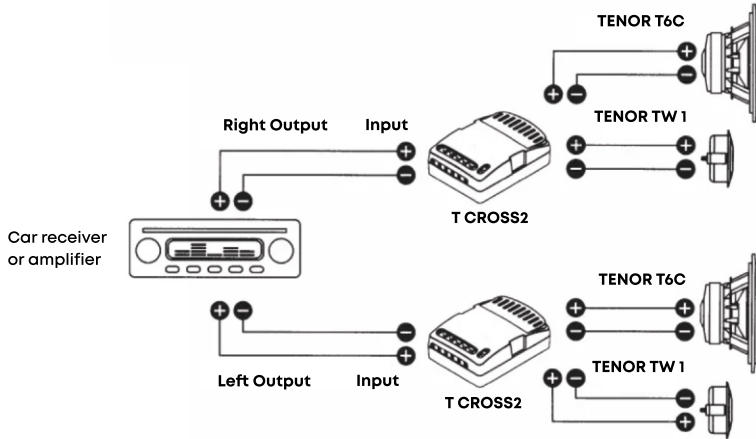 TENOR T6C
TENOR TW 1
Right Output Input
T CROSS2
Car receiver
or amplifier
TENOR T6C
TENOR TW 1
Left Output Input
T CROSS2